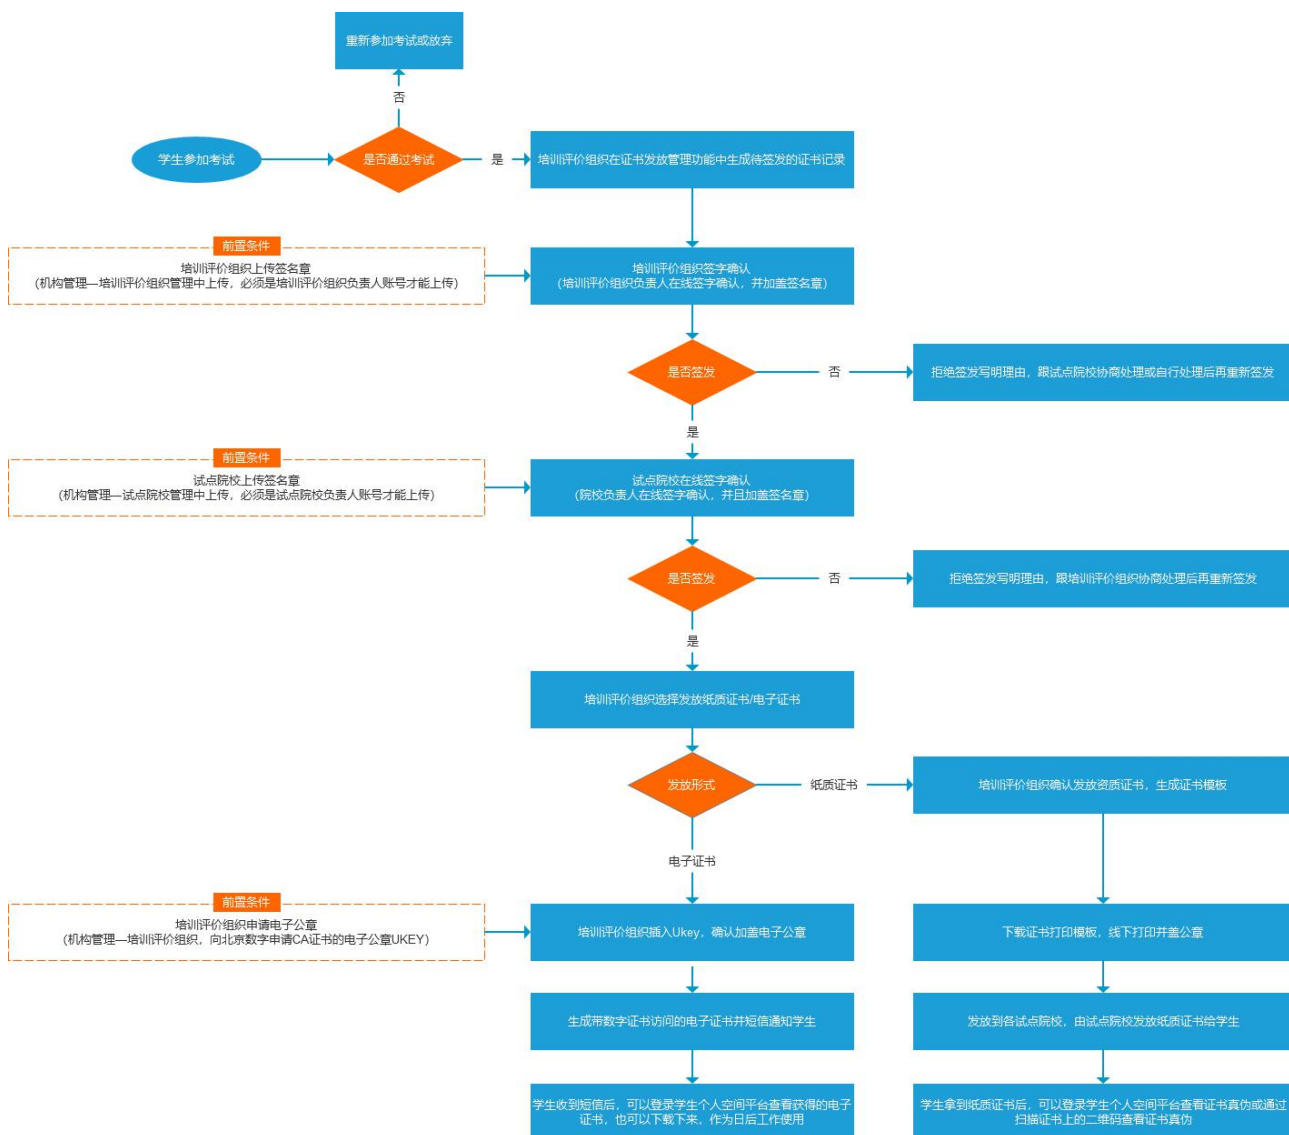 重新参加考试或放弃
否
学生参加考试
是否通过考试
是
培训评价组织在证书发放管理功能中生成待签发的证书记录
前置条件
培训评价组织上传签名章
（机构管理—培训评价组织管理中上传，必须是培训评价组织负责人账号才能上传）
培训评价组织签字确认
（培训评价组织负责人在线签字确认，并加盖签名章）
是否签发
否
拒绝签发写明理由，跟试点院校协商处理或自行处理后再重新签发
是
前置条件
试点院校上传签名章
（机构管理—试点院校管理中上传，必须是试点院校负责人账号才能上传）
试点院校在线签字确认
（院校负责人在线签字确认，并且加盖签名章）
是否签发
否
拒绝签发写明理由，跟培训评价组织协商处理后再重新签发
是
培训评价组织选择发放纸质证书/电子证书
发放形式
纸质证书
培训评价组织确认发放资质证书，生成证书模板
电子证书
前置条件
培训评价组织申请电子公章
（机构管理—培训评价组织，向北京数字申请CA证书的电子公章UKEY）
培训评价组织插入Ukey，确认加盖电子公章
下载证书打印模板，线下打印并盖公章
生成带数字证书访问的电子证书并短信通知学生
发放到各试点院校，由试点院校发放纸质证书给学生
学生收到短信后，可以登录学生个人空间平台查看获得的电子
证书，也可以下载下来，作为日后工作使用
学生拿到纸质证书后，可以登录学生个人空间平台查看证书真伪或通过
扫描证书上的二维码查看证书真伪